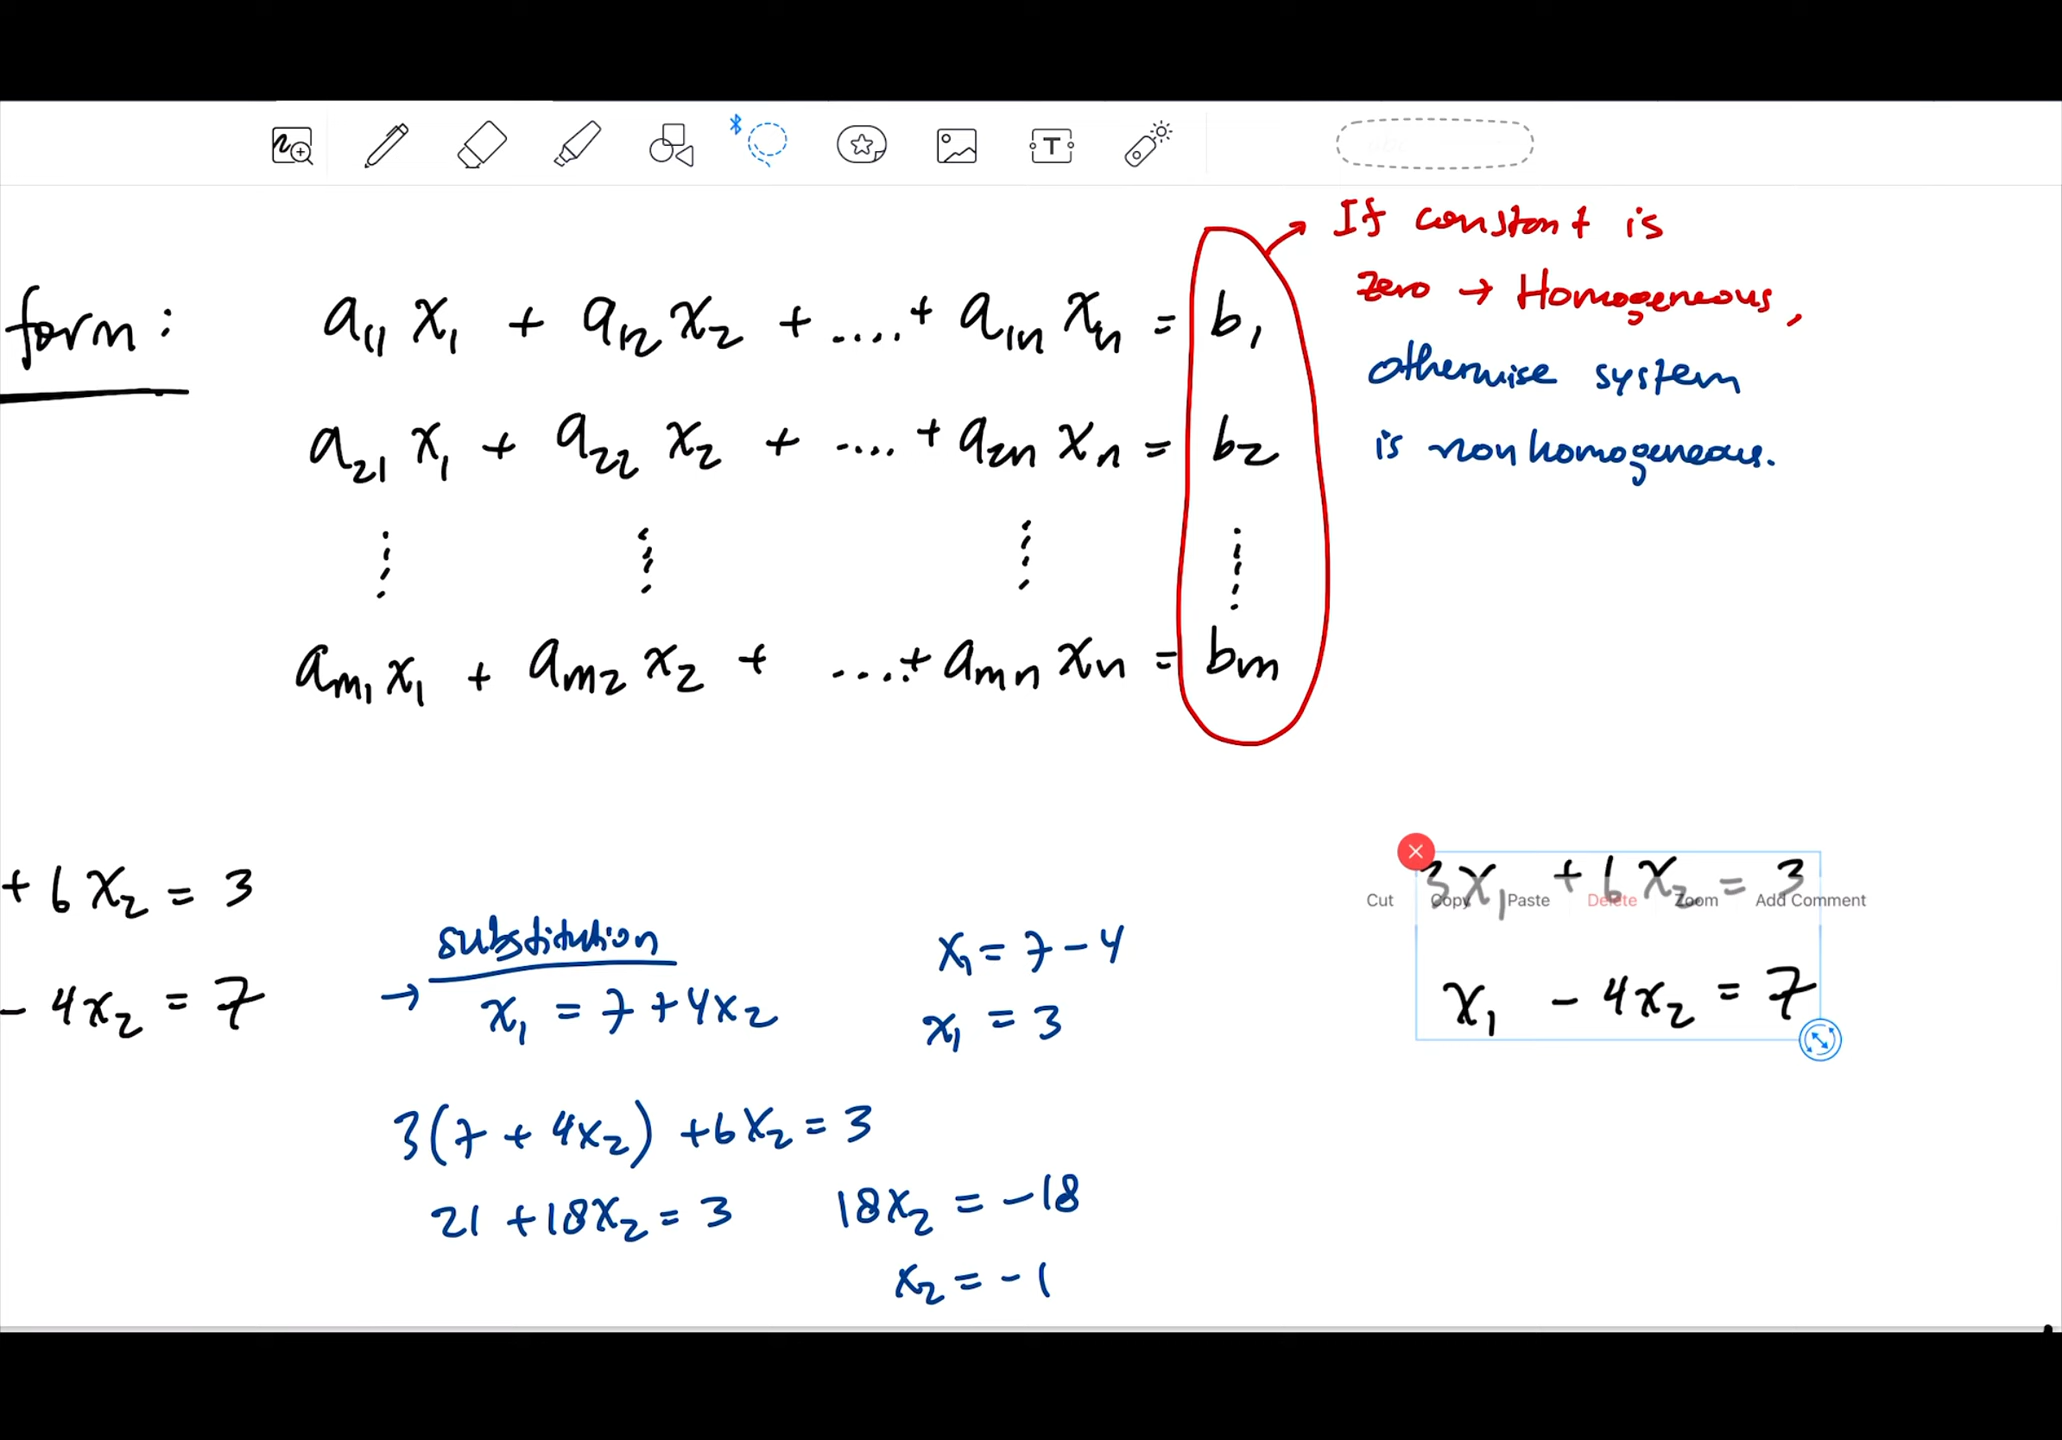 If constant is
zero → Homogeneous,
otherwise system
is nonhomogeneous.
form:
a₁₁ x₁ + a₁₂ x₂ + ....+ a₁ₙ xₙ = b₁
a₂₁ x₁ + a₂₂ x₂ + ....+ a₂ₙ xₙ = b₂
aₘ₁ x₁ + aₘ₂ x₂ + ....+ aₘₙ xₙ = bₘ
+ 6x₂ = 3
- 4x₂ = 7
substitution
→ x₁ = 7 + 4x₂
3(7 + 4x₂) + 6x₂ = 3
21 + 18x₂ = 3
18x₂ = -18
x₂ = -1
x₁ = 7 - 4
x₁ = 3
3x₁ + 6x₂ = 3
Cut Copy Paste Delete Zoom Add Comment
x₁ - 4x₂ = 7